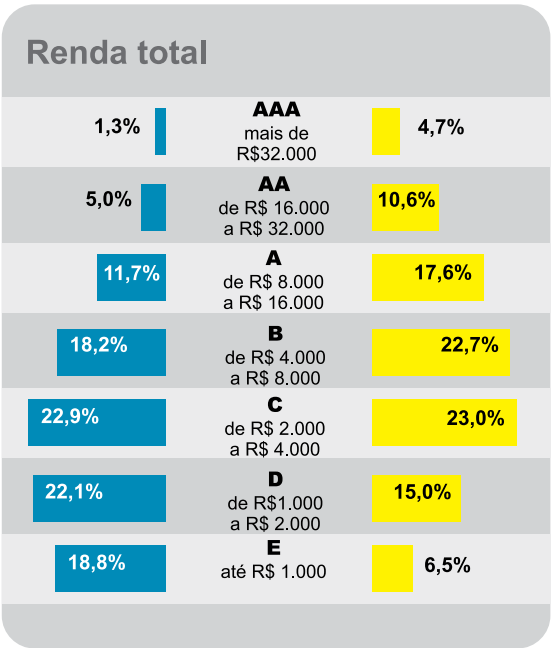 Renda total
1,3% AAA 4,7%
mais de
R$32.000
5,0% AA 10,6%
de R$ 16.000
a R$ 32.000
11,7% A 17,6%
de R$ 8.000
a R$ 16.000
18,2% B 22,7%
de R$ 4.000
a R$ 8.000
22,9% C 23,0%
de R$ 2.000
a R$ 4.000
22,1% D 15,0%
de R$1.000
a R$ 2.000
18,8% E 6,5%
até R$ 1.000